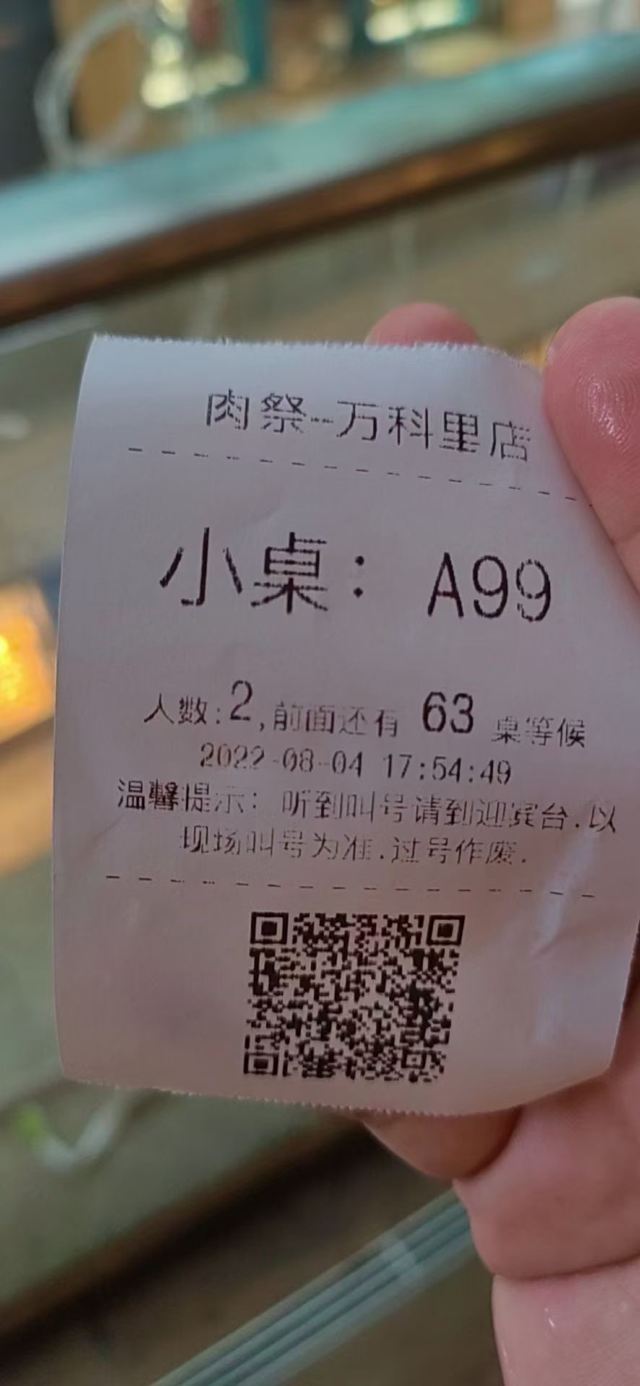 肉祭--万科里店
小桌：A99
人数:2,前面还有 63 桌等候
2022-08-04 17:54:49
温馨提示：听到叫号请到迎宾台.以
现场叫号为准.过号作废.